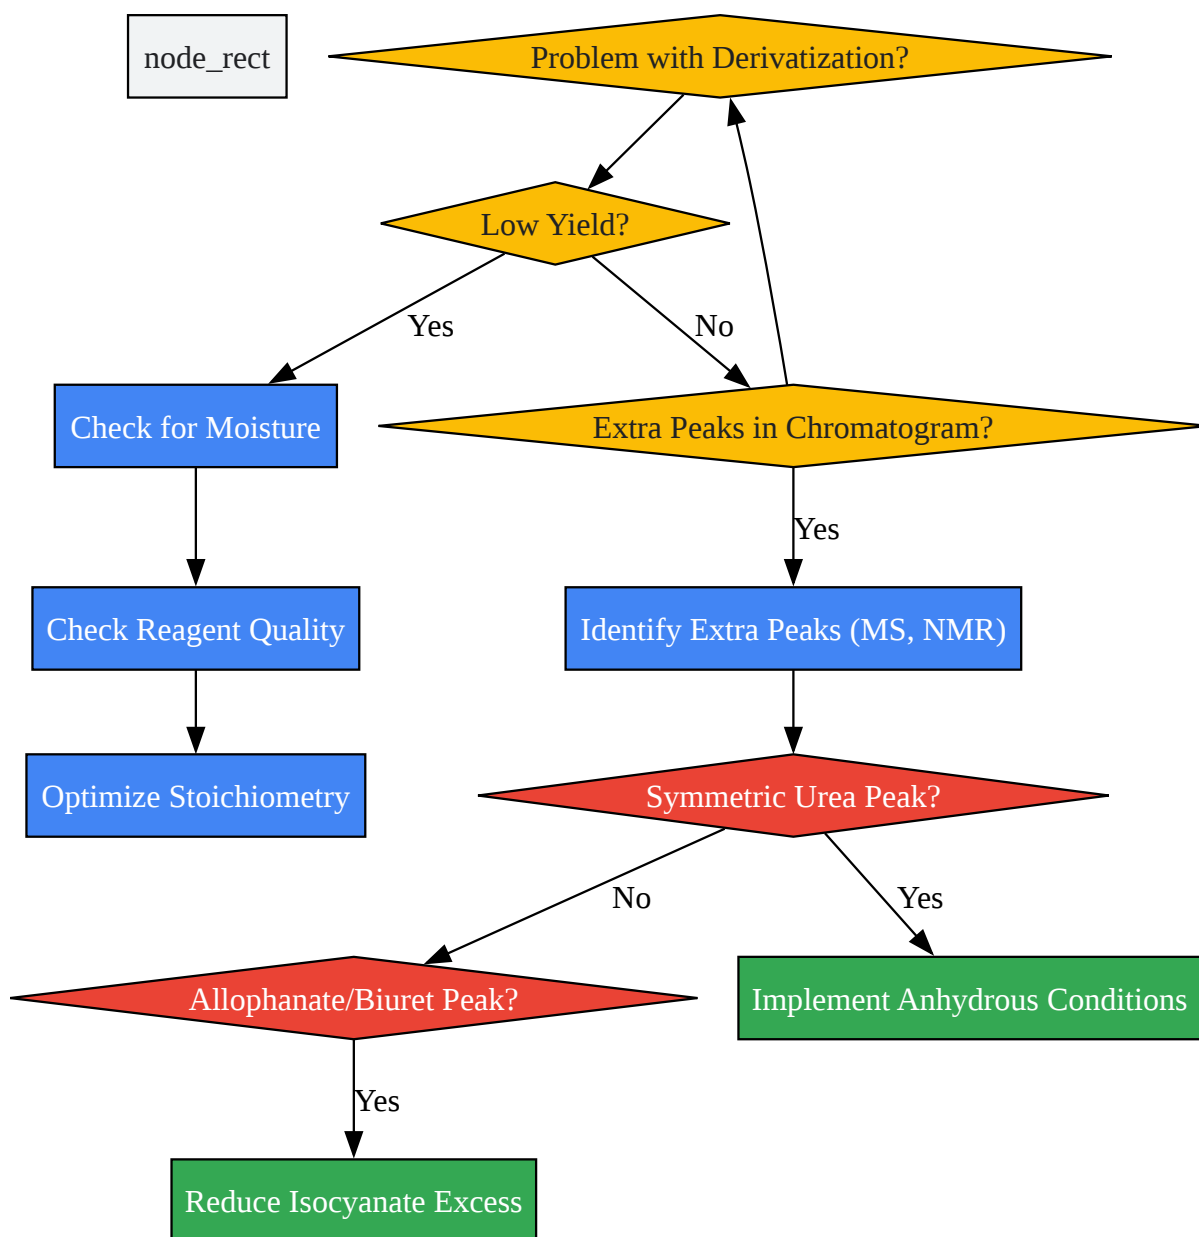 node_rect
Problem with Derivatization?
Low Yield?
Yes
No
Check for Moisture
Extra Peaks in Chromatogram?
Yes
Check Reagent Quality
Identify Extra Peaks (MS, NMR)
Optimize Stoichiometry
Symmetric Urea Peak?
No
Yes
Allophanate/Biuret Peak?
Implement Anhydrous Conditions
Yes
Reduce Isocyanate Excess